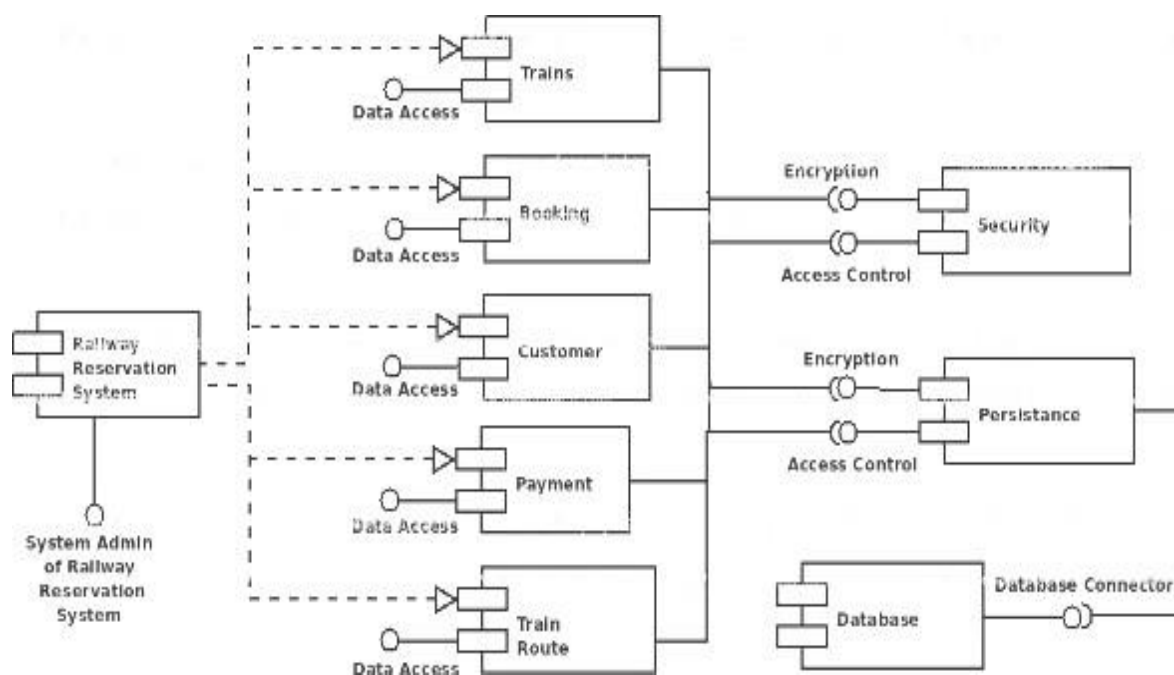 Trains
Data Access
Encryption
Booking
Security
Data Access
Access Control
Railway
Reservation
System
Customer
Encryption
Data Access
Persistance
Access Control
Payment
Data Access
System Admin
of Railway
Reservation
System
Database Connector
Train
Route
Database
Data Access